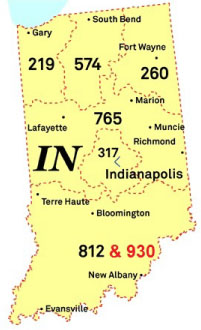 South Bend
Gary
Fort Wayne
219
574
260
Marion
765
Lafayette
Muncie
Richmond
317
IN
Indianapolis
Terre Haute
Bloomington
812 & 930
New Albany
Evansville